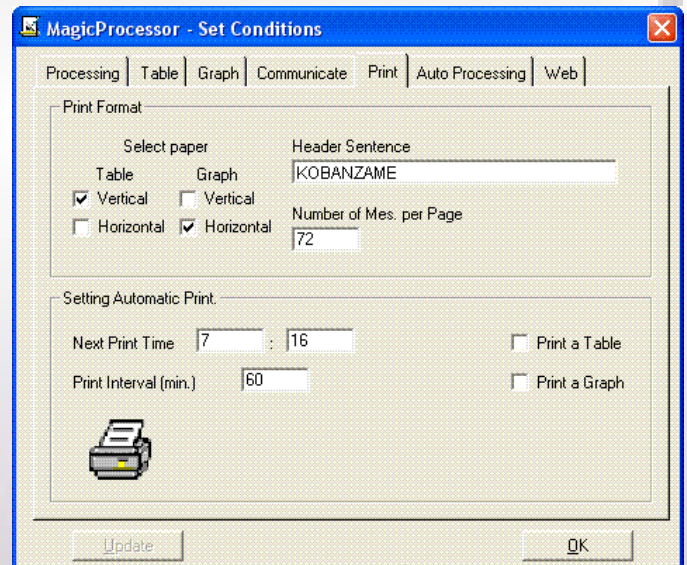 MagicProcessor - Set Conditions
Processing Table Graph Communicate Print Auto Processing Web
Print Format
Select paper Header Sentence
Table Graph KOBANZAME
Vertical Vertical
Horizontal Horizontal Number of Mes. per Page
72
Setting Automatic Print.
Next Print Time 7 : 16 Print a Table
Print Interval (min.) 60 Print a Graph
Update OK